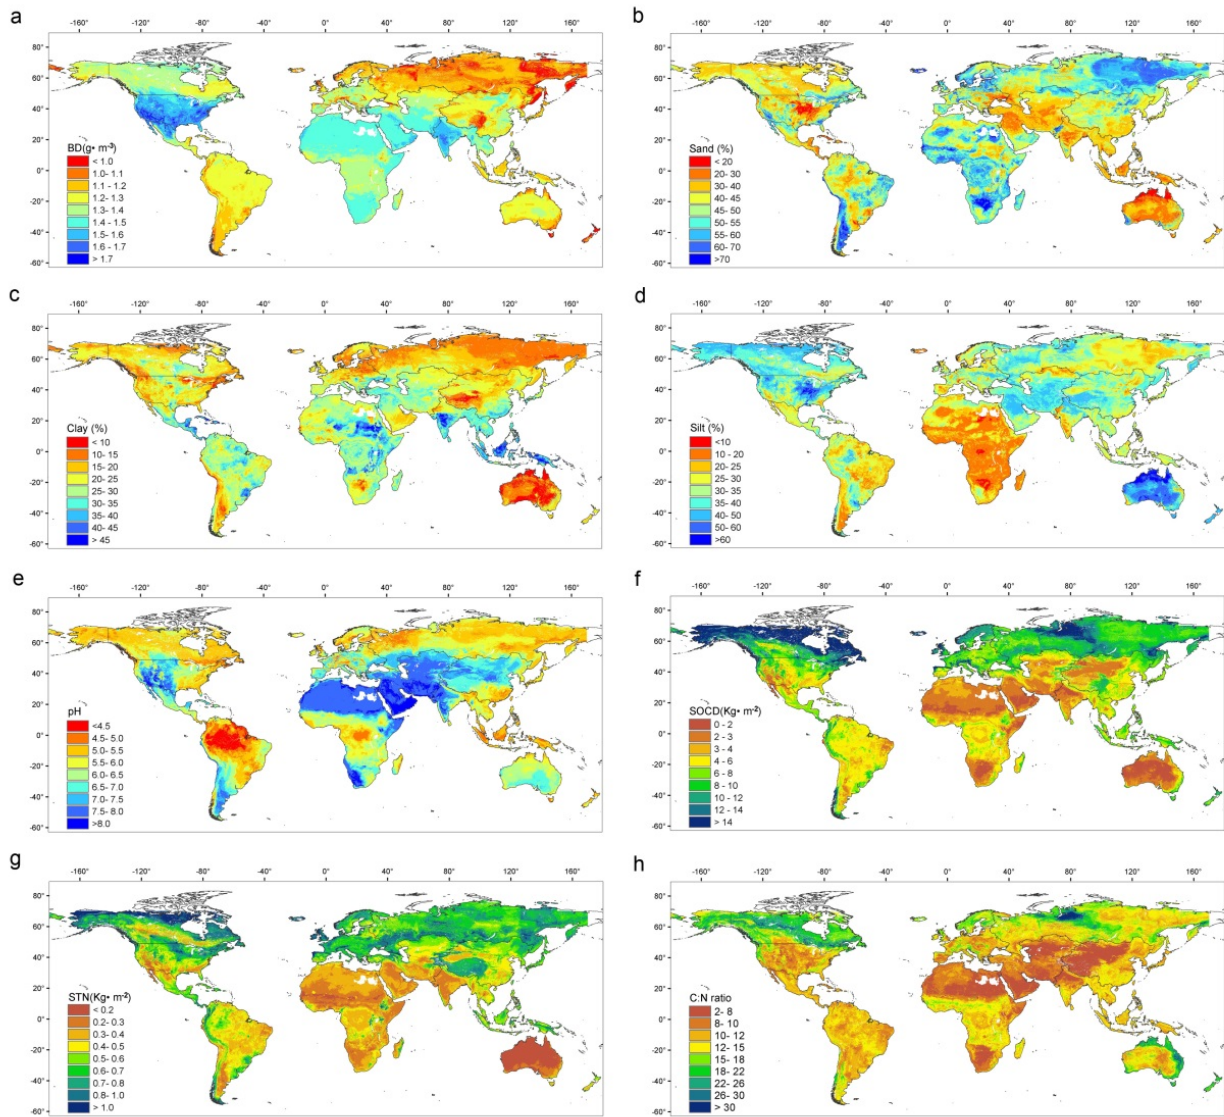 a
-160° -120° -80° -40° 0° 40° 80° 120° 160°
80°
60°
40°
20°
0°
-20°
-40°
-60°
BD(g• m⁻³)
< 1.0
1.0- 1.1
1.1 - 1.2
1.2 - 1.3
1.3 - 1.4
1.4 - 1.5
1.5 - 1.6
1.6 - 1.7
> 1.7
b
-160° -120° -80° -40° 0° 40° 80° 120° 160°
80°
60°
40°
20°
0°
-20°
-40°
-60°
Sand (%)
< 20
20 - 30
30 - 40
40 - 45
45 - 50
50 - 55
55 - 60
60 - 70
>70
c
-160° -120° -80° -40° 0° 40° 80° 120° 160°
80°
60°
40°
20°
0°
-20°
-40°
-60°
Clay (%)
< 10
10 - 15
15 - 20
20 - 25
25 - 30
30 - 35
35 - 40
40 - 45
> 45
d
-160° -120° -80° -40° 0° 40° 80° 120° 160°
80°
60°
40°
20°
0°
-20°
-40°
-60°
Silt (%)
<10
10 - 20
20 - 25
25 - 30
30 - 35
35 - 40
40 - 50
50 - 60
>60
e
-160° -120° -80° -40° 0° 40° 80° 120° 160°
80°
60°
40°
20°
0°
-20°
-40°
-60°
pH
<4.5
4.5- 5.0
5.0- 5.5
5.5- 6.0
6.0- 6.5
6.5- 7.0
7.0- 7.5
7.5- 8.0
>8.0
f
-160° -120° -80° -40° 0° 40° 80° 120° 160°
80°
60°
40°
20°
0°
-20°
-40°
-60°
SOCD(Kg• m⁻²)
0 - 2
2 - 3
3 - 4
4 - 6
6 - 8
8 - 10
10 - 12
12 - 14
> 14
g
-160° -120° -80° -40° 0° 40° 80° 120° 160°
80°
60°
40°
20°
0°
-20°
-40°
-60°
STN(Kg• m⁻²)
< 0.2
0.2- 0.3
0.3- 0.4
0.4- 0.5
0.5- 0.6
0.6- 0.7
0.7- 0.8
0.8- 1.0
> 1.0
h
-160° -120° -80° -40° 0° 40° 80° 120° 160°
80°
60°
40°
20°
0°
-20°
-40°
-60°
C:N ratio
2- 8
8- 10
10- 12
12- 15
15- 18
18- 22
22- 26
26- 30
> 30